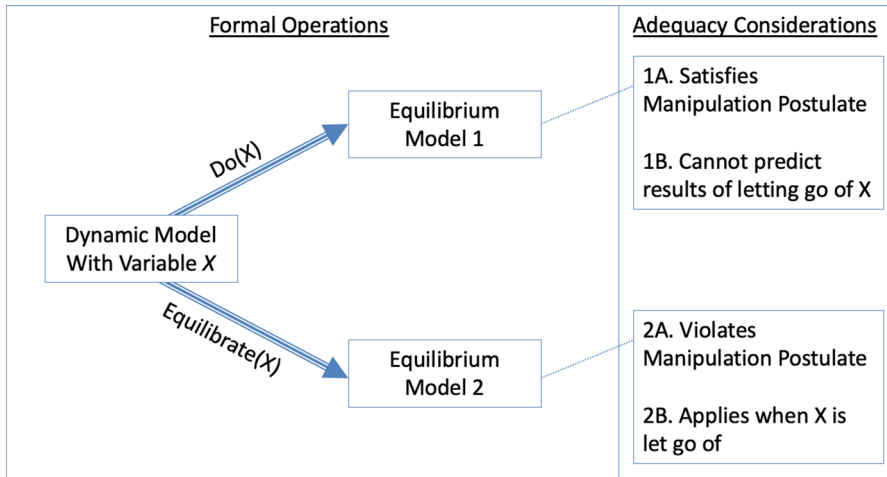 Formal Operations
Adequacy Considerations
1A. Satisfies
Manipulation Postulate
1B. Cannot predict
results of letting go of X
Equilibrium
Model 1
Do(X)
Dynamic Model
With Variable X
Equilibrate(X)
Equilibrium
Model 2
2A. Violates
Manipulation Postulate
2B. Applies when X is
let go of